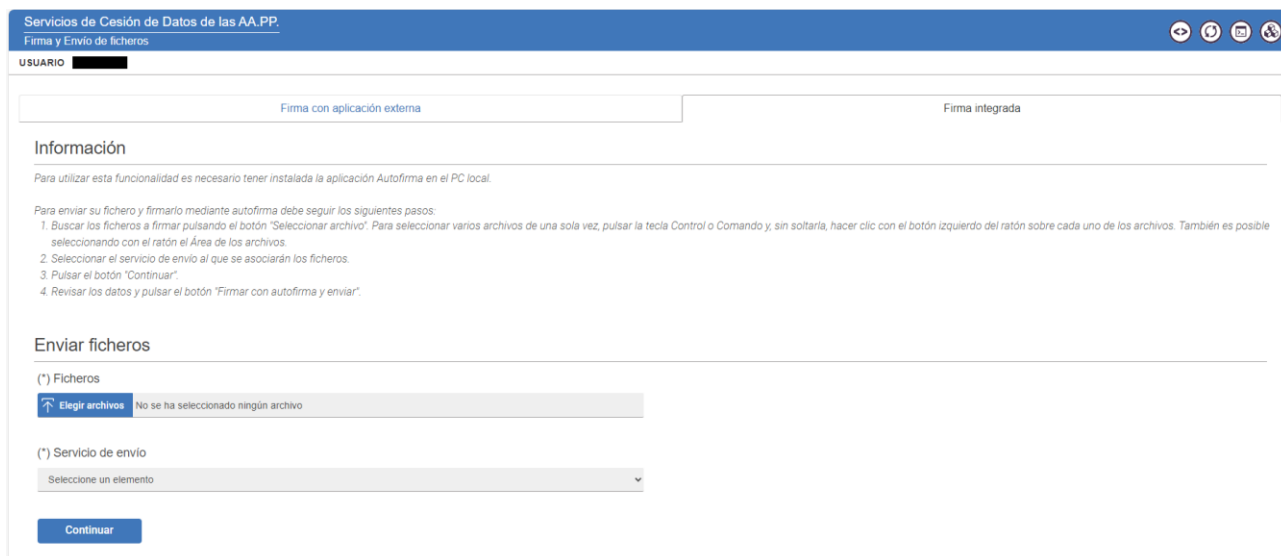 Servicios de Cesión de Datos de las AA.PP.
Firma y Envío de ficheros
USUARIO
Firma con aplicación externa
Firma integrada
Información
Para utilizar esta funcionalidad es necesario tener instalada la aplicación Autofirma en el PC local.
Para enviar su fichero y firmarlo mediante autofirma debe seguir los siguientes pasos:
1. Buscar los ficheros a firmar pulsando el botón "Seleccionar archivo". Para seleccionar varios archivos de una sola vez, pulsar la tecla Control o Comando y, sin soltarla, hacer clic con el botón izquierdo del ratón sobre cada uno de los archivos. También es posible
seleccionando con el ratón el Área de los archivos.
2. Seleccionar el servicio de envío al que se asociarán los ficheros.
3. Pulsar el botón "Continuar".
4. Revisar los datos y pulsar el botón "Firmar con autofirma y enviar".
Enviar ficheros
(*) Ficheros
Elegir archivos No se ha seleccionado ningún archivo
(*) Servicio de envío
Seleccione un elemento
Continuar